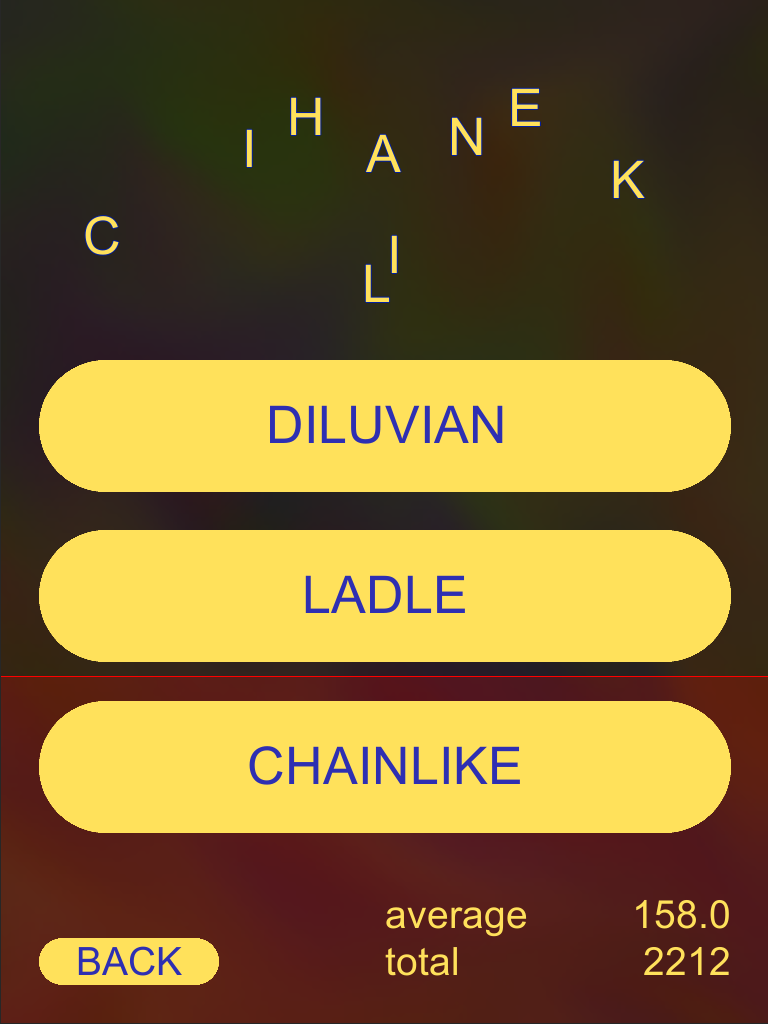 C I H A N E K
L I
DILUVIAN
LADLE
CHAINLIKE
average 158.0
BACK total 2212